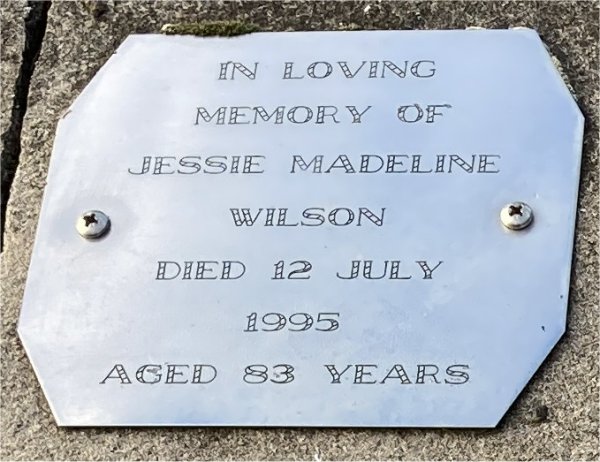 IN LOVING
MEMORY OF
JESSIE MADELINE
WILSON
DIED 12 JULY
1995
AGED 83 YEARS